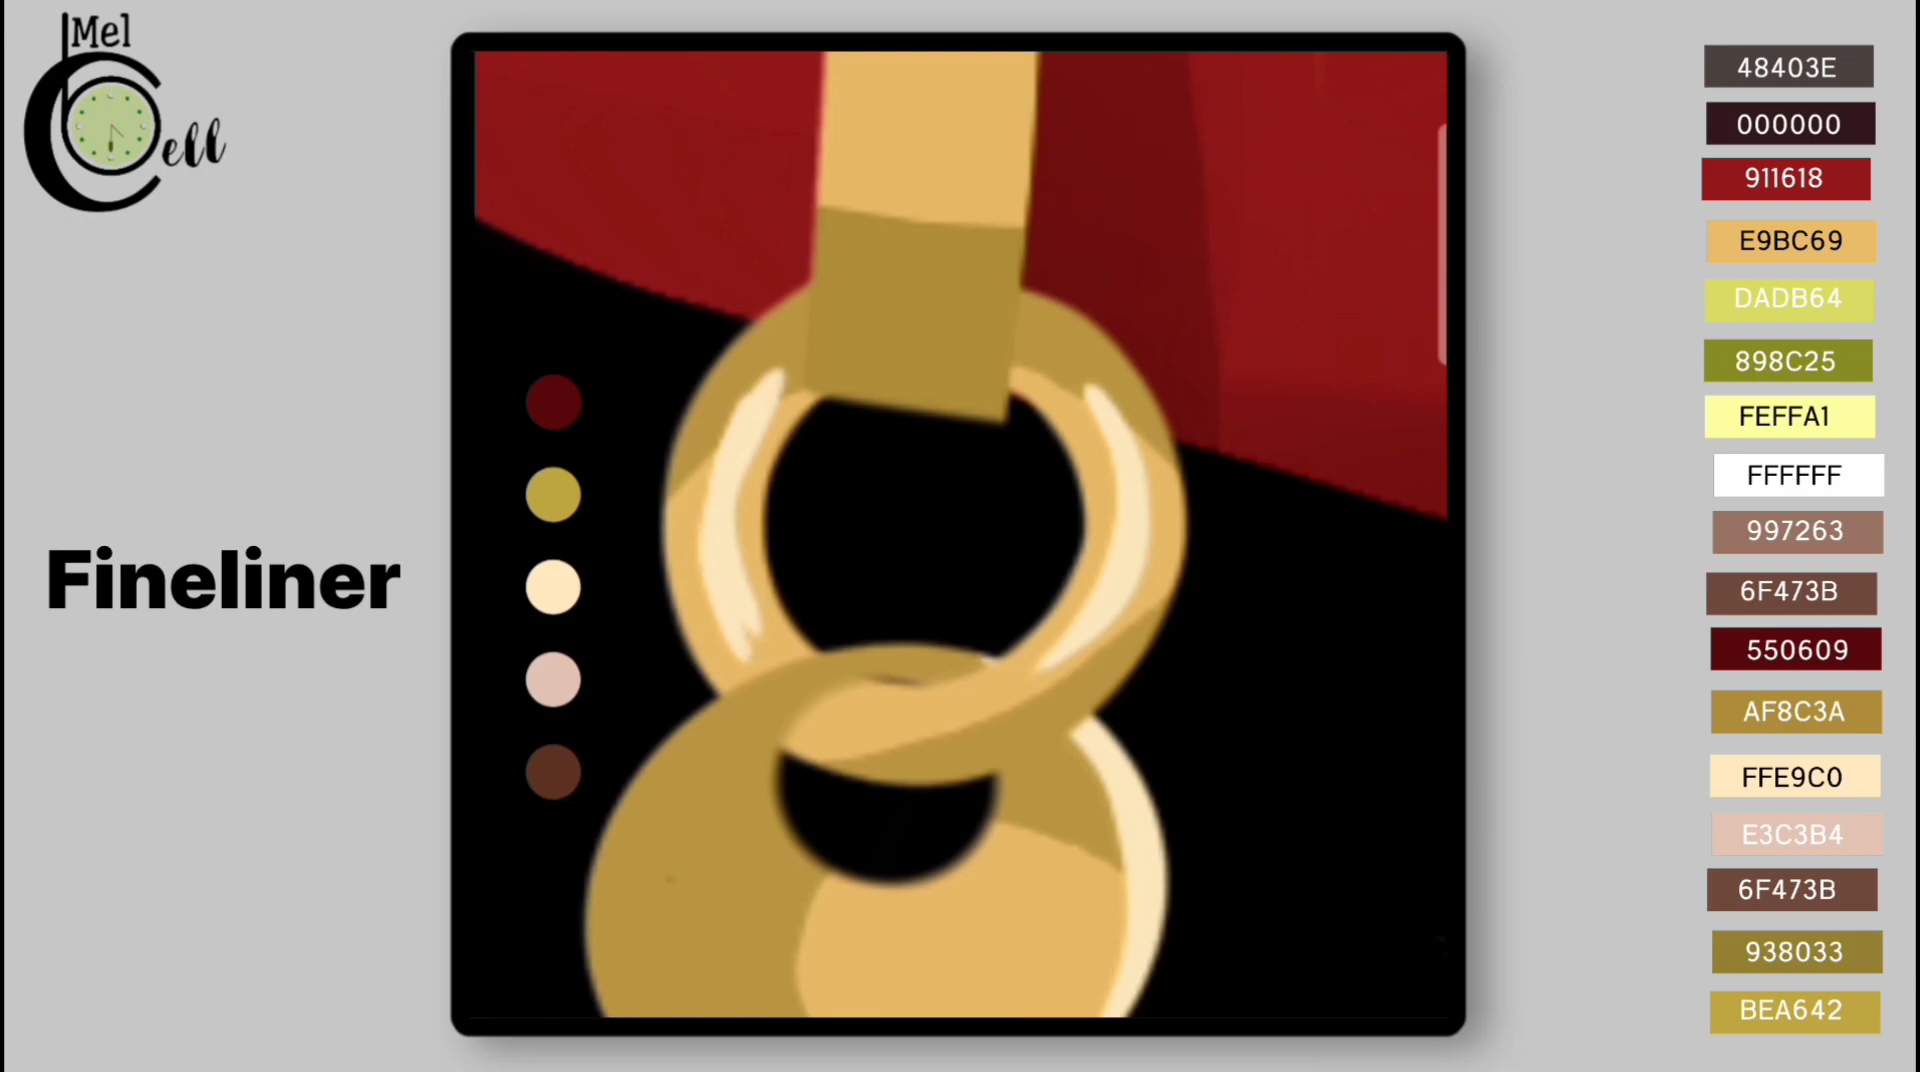 Mel
Cell
Fineliner
48403E
000000
911618
E9BC69
DADB64
898C25
FEFFA1
FFFFFF
997263
6F473B
550609
AF8C3A
FFE9C0
E3C3B4
6F473B
938033
BEA642